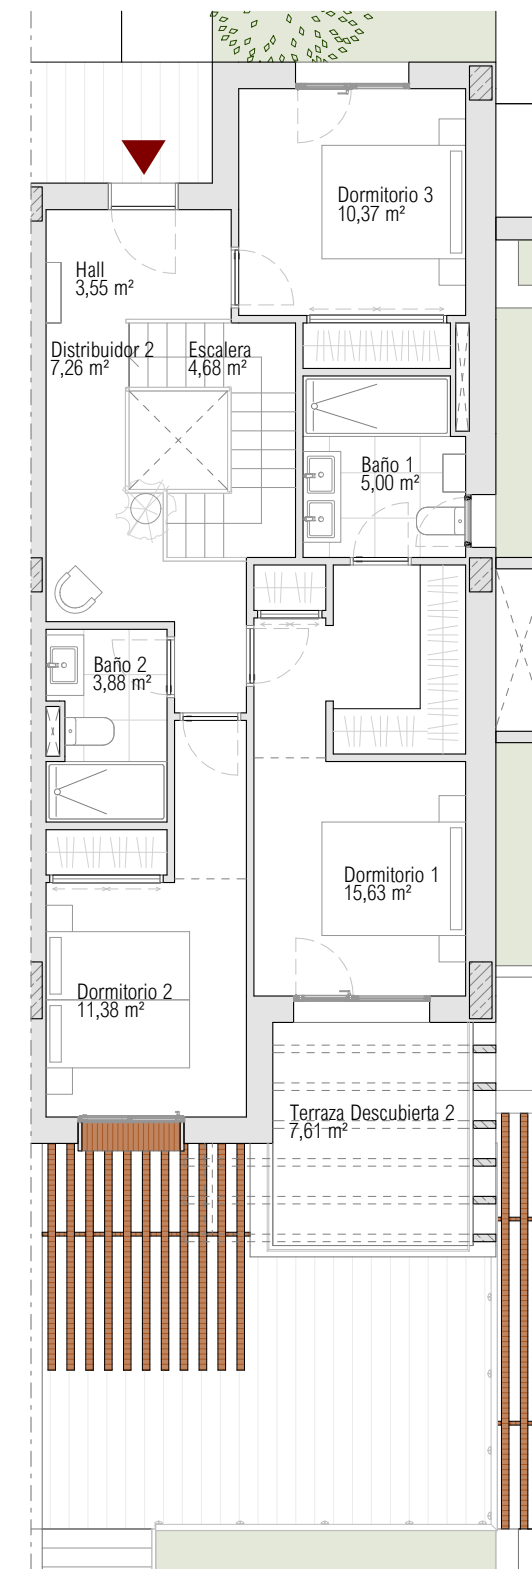 Dormitorio 3
10,37 m²
Hall
3,55 m²
Distribuidor 2
7,26 m²
Escalera
4,68 m²
Baño 1
5,00 m²
Baño 2
3,88 m²
Dormitorio 1
15,63 m²
Dormitorio 2
11,38 m²
Terraza Descubierta 2
7,61 m²